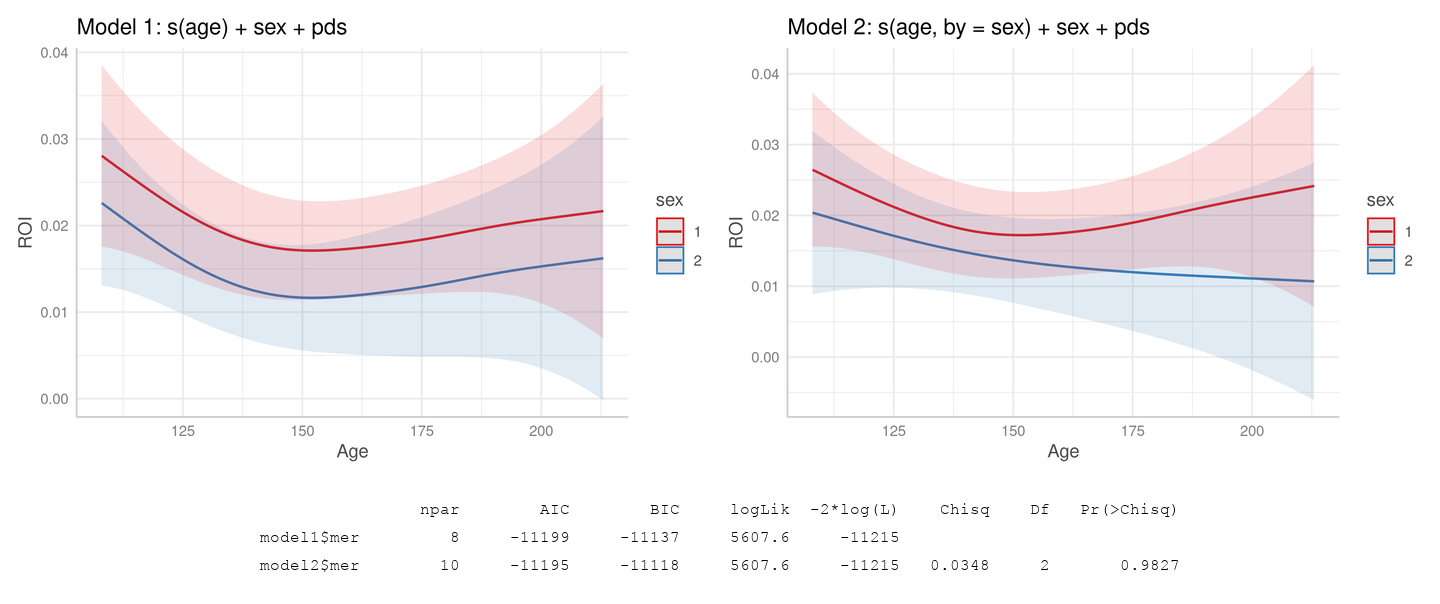 Model 1: s(age) + sex + pds
0.04
0.03
0.02
0.01
0.00
ROI
125 150 175 200
Age
sex
1
2
Model 2: s(age, by = sex) + sex + pds
0.04
0.03
0.02
0.01
0.00
ROI
125 150 175 200
Age
sex
1
2
npar AIC BIC logLik -2*log(L) Chisq Df Pr(>Chisq)
model1$mer 8 -11199 -11137 5607.6 -11215
model2$mer 10 -11195 -11118 5607.6 -11215 0.0348 2 0.9827